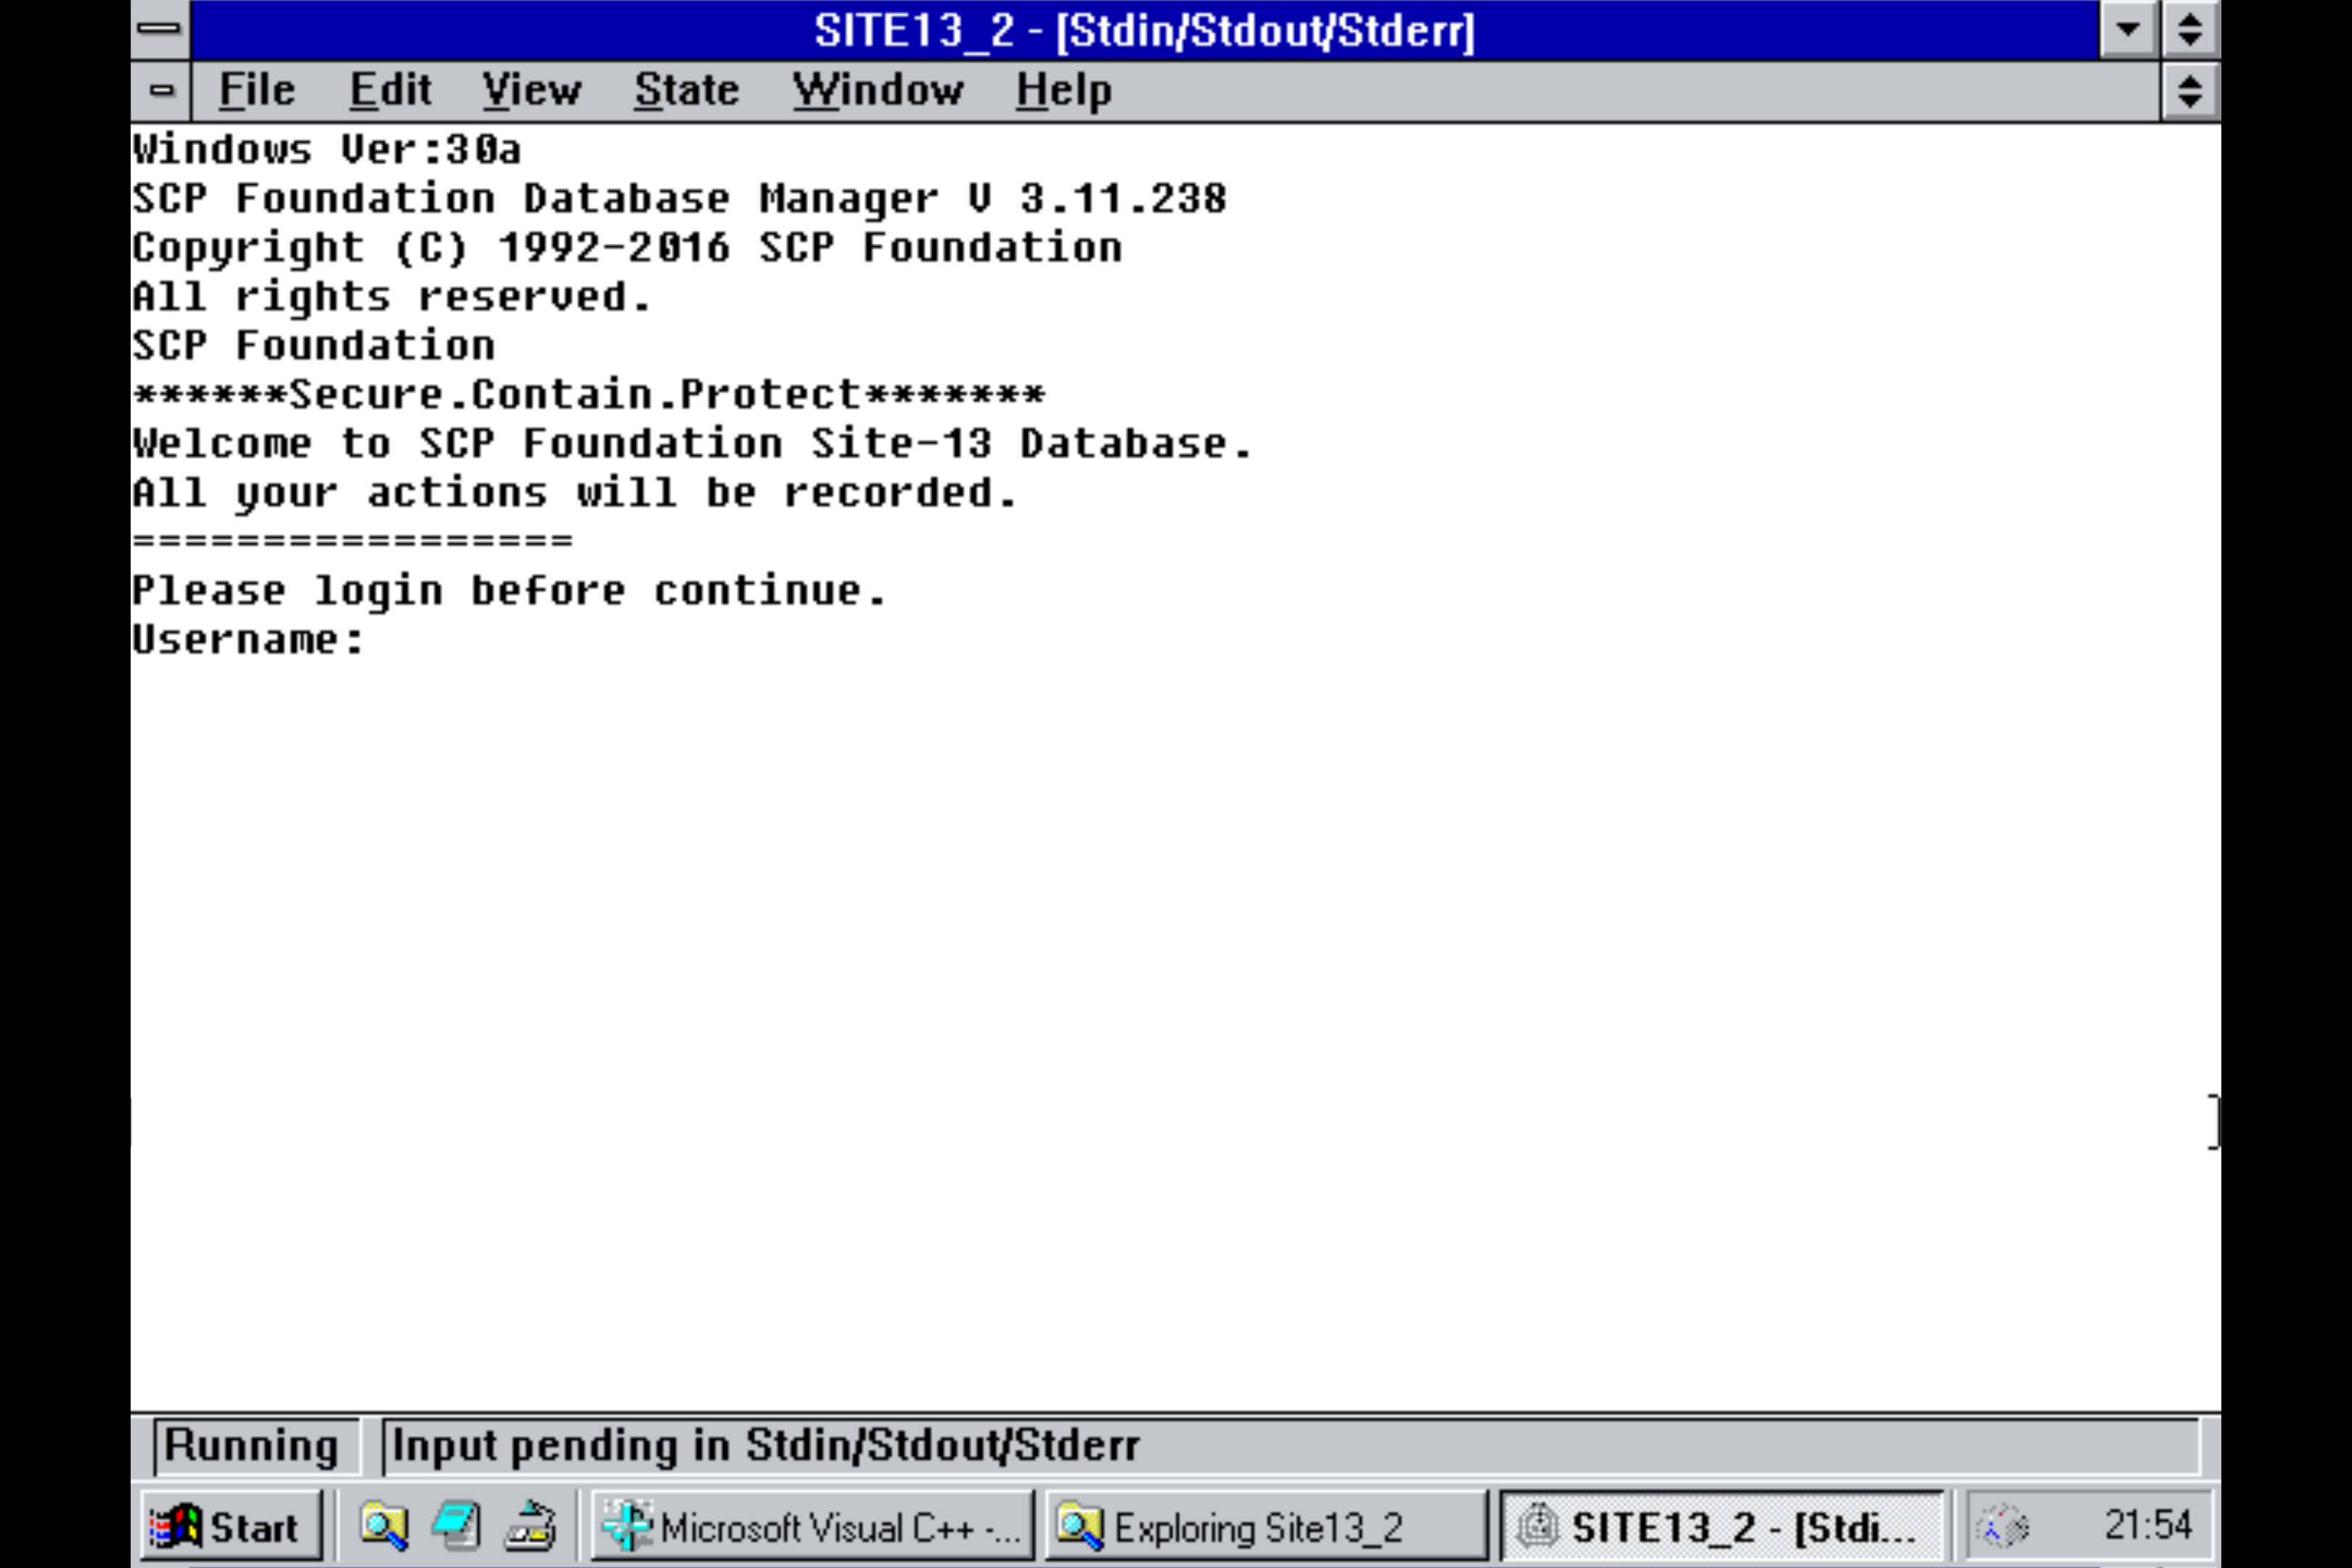 SITE13_2 - [Stdin/Stdout/Stderr]
File Edit View State Window Help
Windows Ver:30a
SCP Foundation Database Manager V 3.11.238
Copyright (C) 1992-2016 SCP Foundation
All rights reserved.
SCP Foundation
******Secure.Contain.Protect*******
Welcome to SCP Foundation Site-13 Database.
All your actions will be recorded.
=================
Please login before continue.
Username:
Running Input pending in Stdin/Stdout/Stderr
Start Microsoft Visual C++ -... Exploring Site13_2 SITE13_2 - [Stdi... 21:54